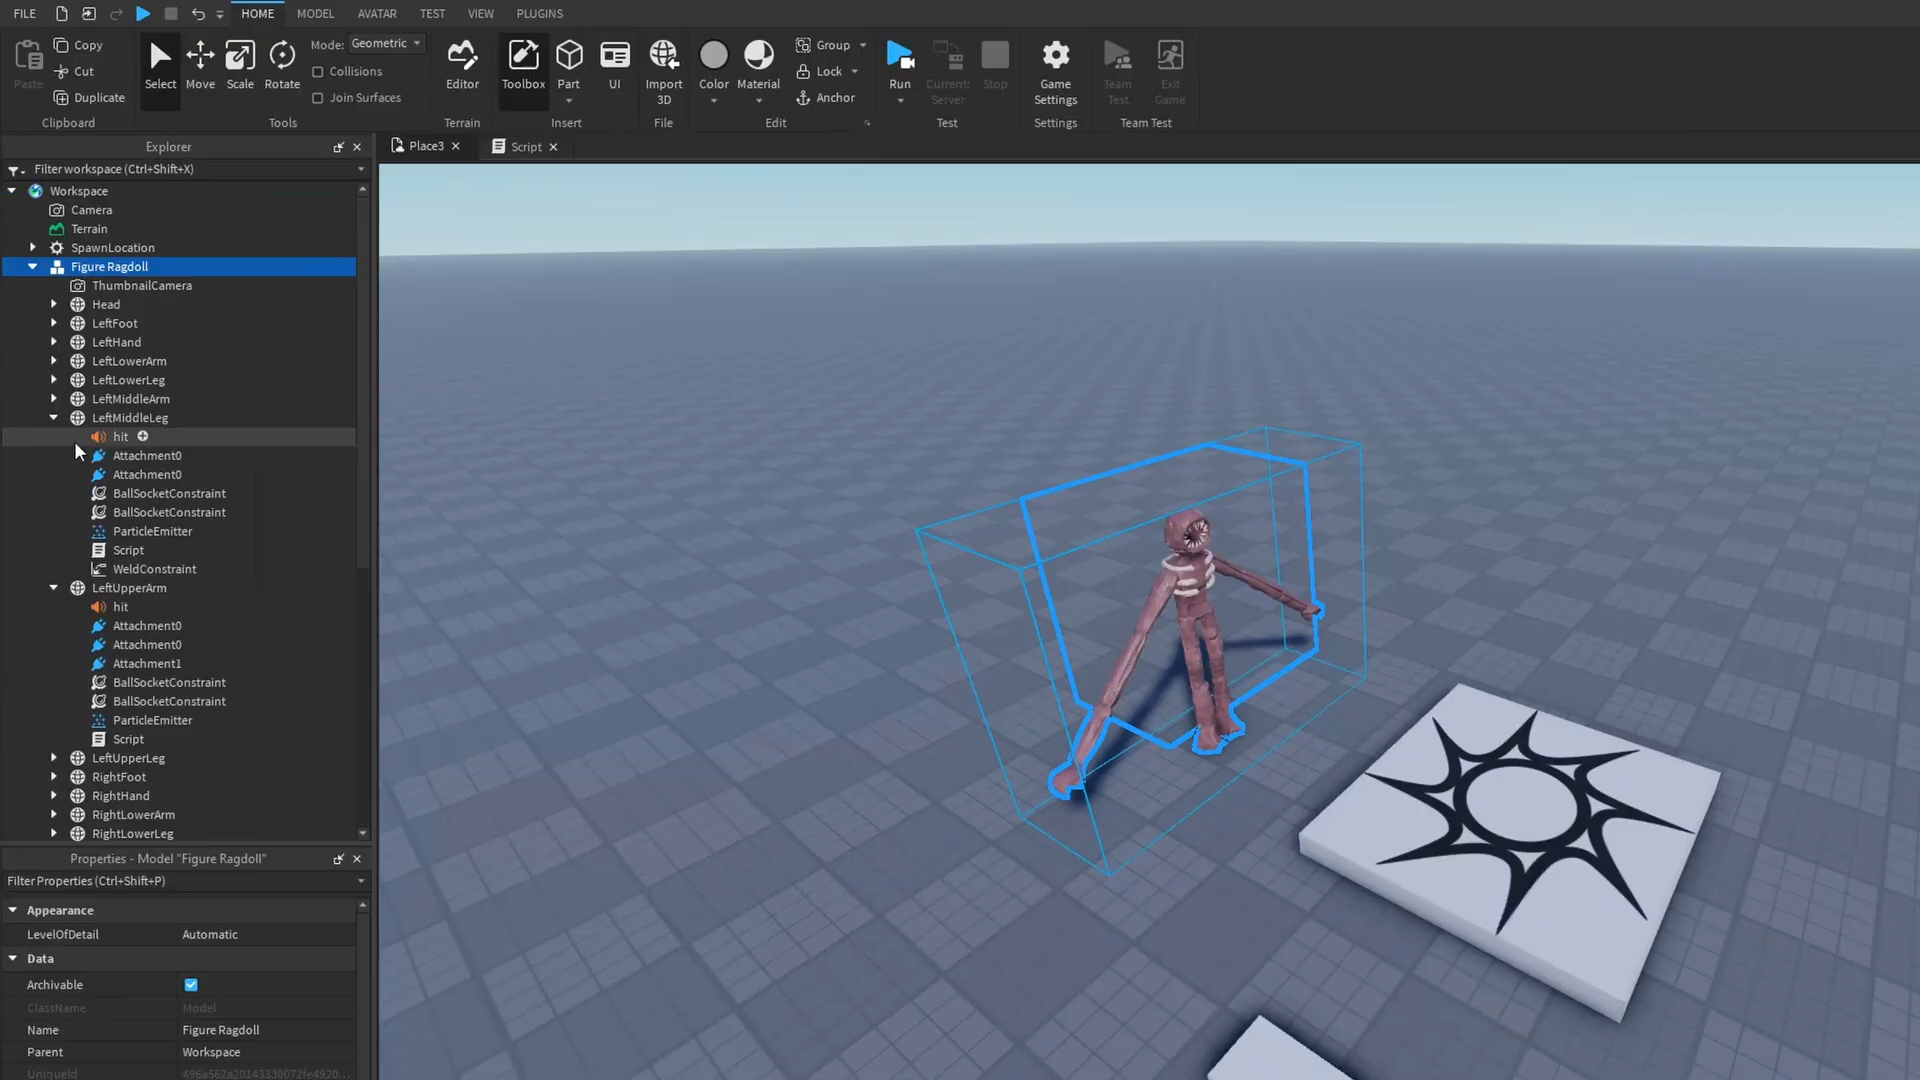 FILE HOME MODEL AVATAR TEST VIEW PLUGINS
Paste
Copy
Cut
Duplicate
Clipboard
Select
Move
Scale
Rotate
Mode: Geometric
Collisions
Join Surfaces
Tools
Editor
Terrain
Toolbox
Part
UI
Insert
Import
3D
File
Color
Material
Group
Lock
Anchor
Edit
Run
Current:
Server
Stop
Test
Game
Settings
Settings
Team
Test
Exit
Game
Team Test
Explorer
Place3
Script
Filter workspace (Ctrl+Shift+X)
Workspace
Camera
Terrain
SpawnLocation
Figure Ragdoll
ThumbnailCamera
Head
LeftFoot
LeftHand
LeftLowerArm
LeftLowerLeg
LeftMiddleArm
LeftMiddleLeg
hit
Attachment0
Attachment0
BallSocketConstraint
BallSocketConstraint
ParticleEmitter
Script
WeldConstraint
LeftUpperArm
hit
Attachment0
Attachment0
Attachment1
BallSocketConstraint
BallSocketConstraint
ParticleEmitter
Script
LeftUpperLeg
RightFoot
RightHand
RightLowerArm
RightLowerLeg
Properties - Model "Figure Ragdoll"
Filter Properties (Ctrl+Shift+P)
Appearance
LevelOfDetail Automatic
Data
Archivable
ClassName Model
Name Figure Ragdoll
Parent Workspace
UniqueId